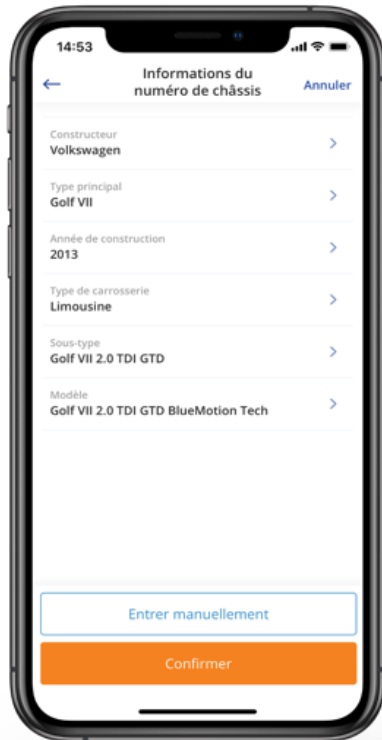 14:53
Informations du
numéro de châssis
Annuler
Constructeur
Volkswagen
Type principal
Golf VII
Année de construction
2013
Type de carrosserie
Limousine
Sous-type
Golf VII 2.0 TDI GTD
Modèle
Golf VII 2.0 TDI GTD BlueMotion Tech
Entrer manuellement
Confirmer